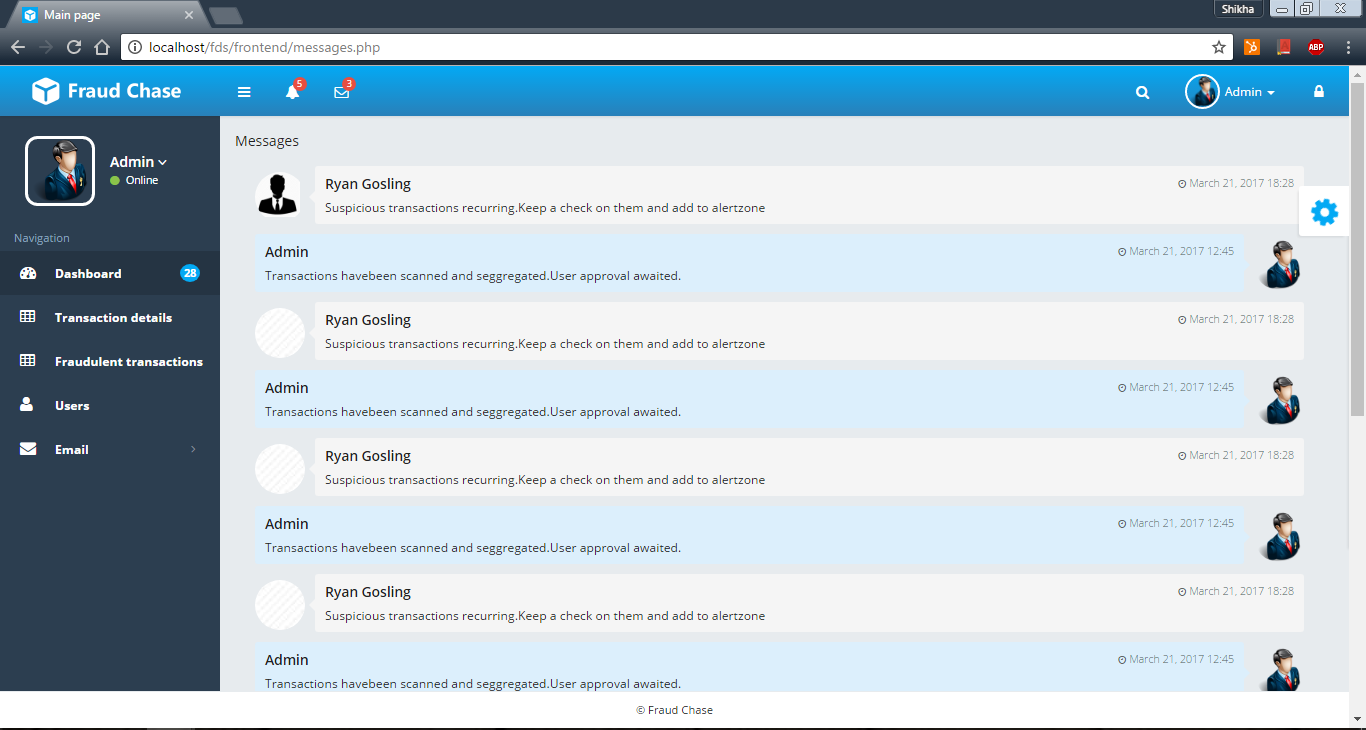 Main page
Shikha
localhost/fds/frontend/messages.php
ABP
Fraud Chase
5
3
Admin
Admin
Online
Navigation
Dashboard 28
Transaction details
Fraudulent transactions
Users
Email
Messages
Ryan Gosling
March 21, 2017 18:28
Suspicious transactions recurring.Keep a check on them and add to alertzone
Admin
March 21, 2017 12:45
Transactions havebeen scanned and seggregated.User approval awaited.
Ryan Gosling
March 21, 2017 18:28
Suspicious transactions recurring.Keep a check on them and add to alertzone
Admin
March 21, 2017 12:45
Transactions havebeen scanned and seggregated.User approval awaited.
Ryan Gosling
March 21, 2017 18:28
Suspicious transactions recurring.Keep a check on them and add to alertzone
Admin
March 21, 2017 12:45
Transactions havebeen scanned and seggregated.User approval awaited.
Ryan Gosling
March 21, 2017 18:28
Suspicious transactions recurring.Keep a check on them and add to alertzone
Admin
March 21, 2017 12:45
Transactions havebeen scanned and seggregated.User approval awaited.
© Fraud Chase